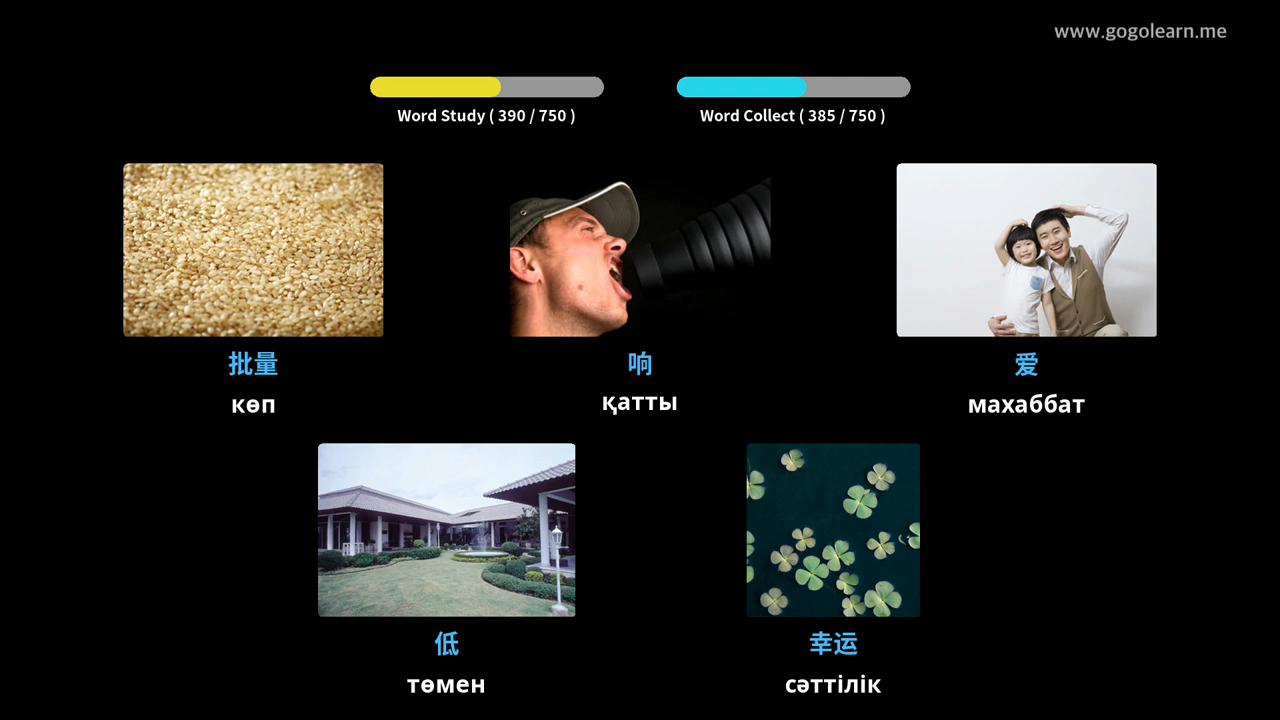 www.gogolearn.me
Word Study ( 390 / 750 )
Word Collect ( 385 / 750 )
批量
响
爱
көп
қатты
махаббат
低
幸运
төмен
сәттілік